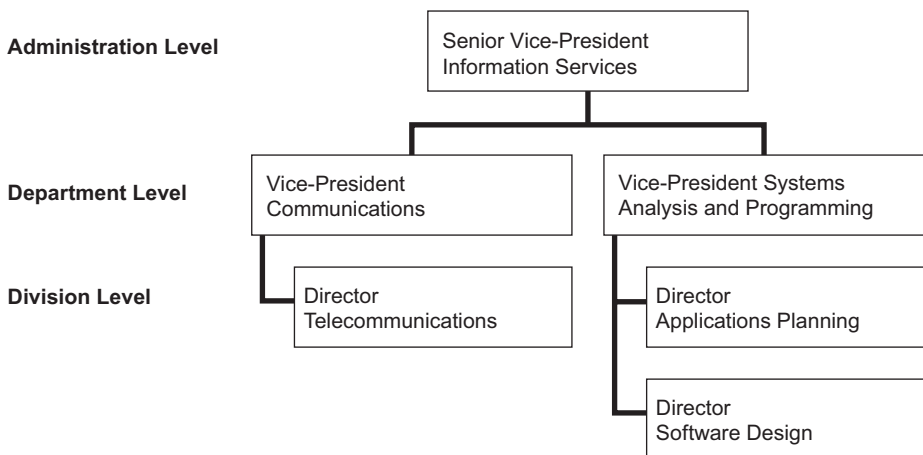 Administration Level
Senior Vice-President
Information Services
Department Level
Vice-President
Communications
Vice-President Systems
Analysis and Programming
Division Level
Director
Telecommunications
Director
Applications Planning
Director
Software Design